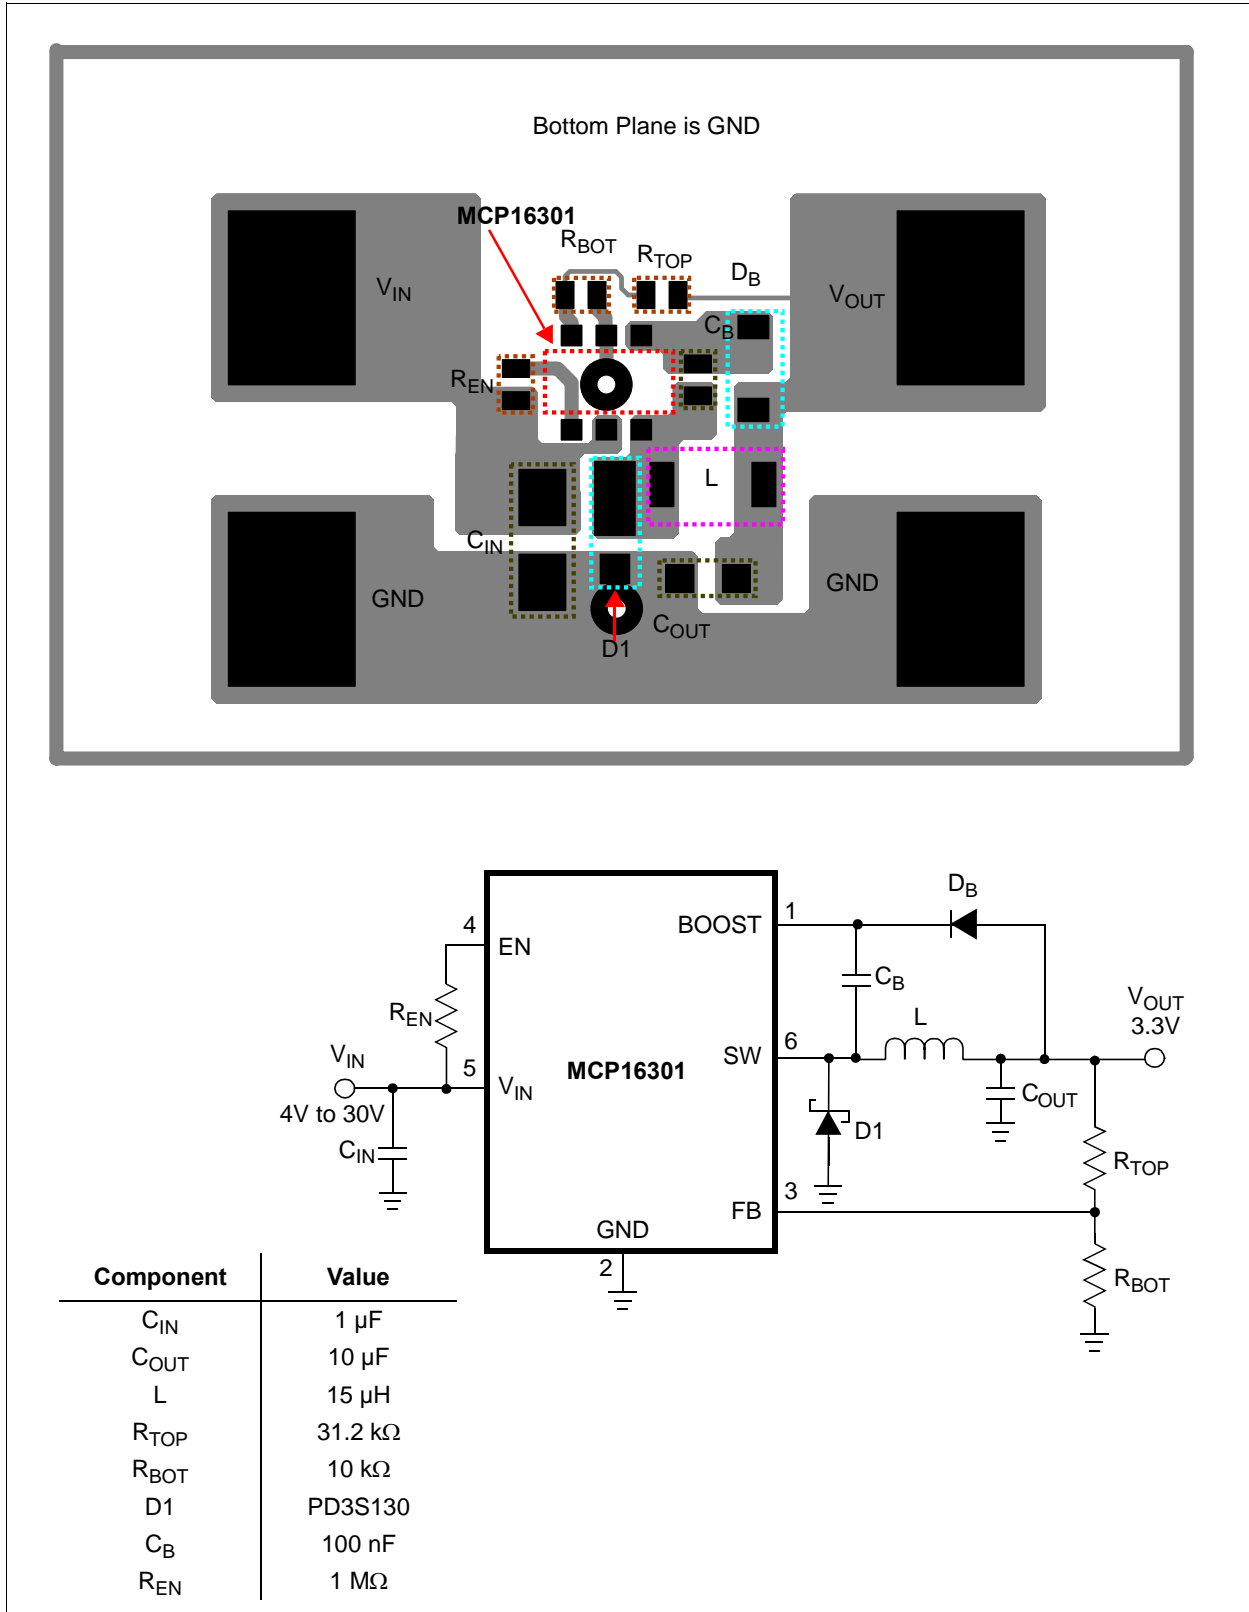 Bottom Plane is GND
MCP16301
RBOT
RTOP
DB
VIN
VOUT
CB
REN
L
CIN
GND
GND
COUT
D1
DB
4
EN
BOOST
1
CB
REN
VOUT
3.3V
L
VIN
5
VIN
MCP16301
SW
6
4V to 30V
COUT
CIN
D1
RTOP
FB
3
GND
2
RBOT
Component Value
CIN 1 µF
COUT 10 µF
L 15 µH
RTOP 31.2 kΩ
RBOT 10 kΩ
D1 PD3S130
CB 100 nF
REN 1 MΩ